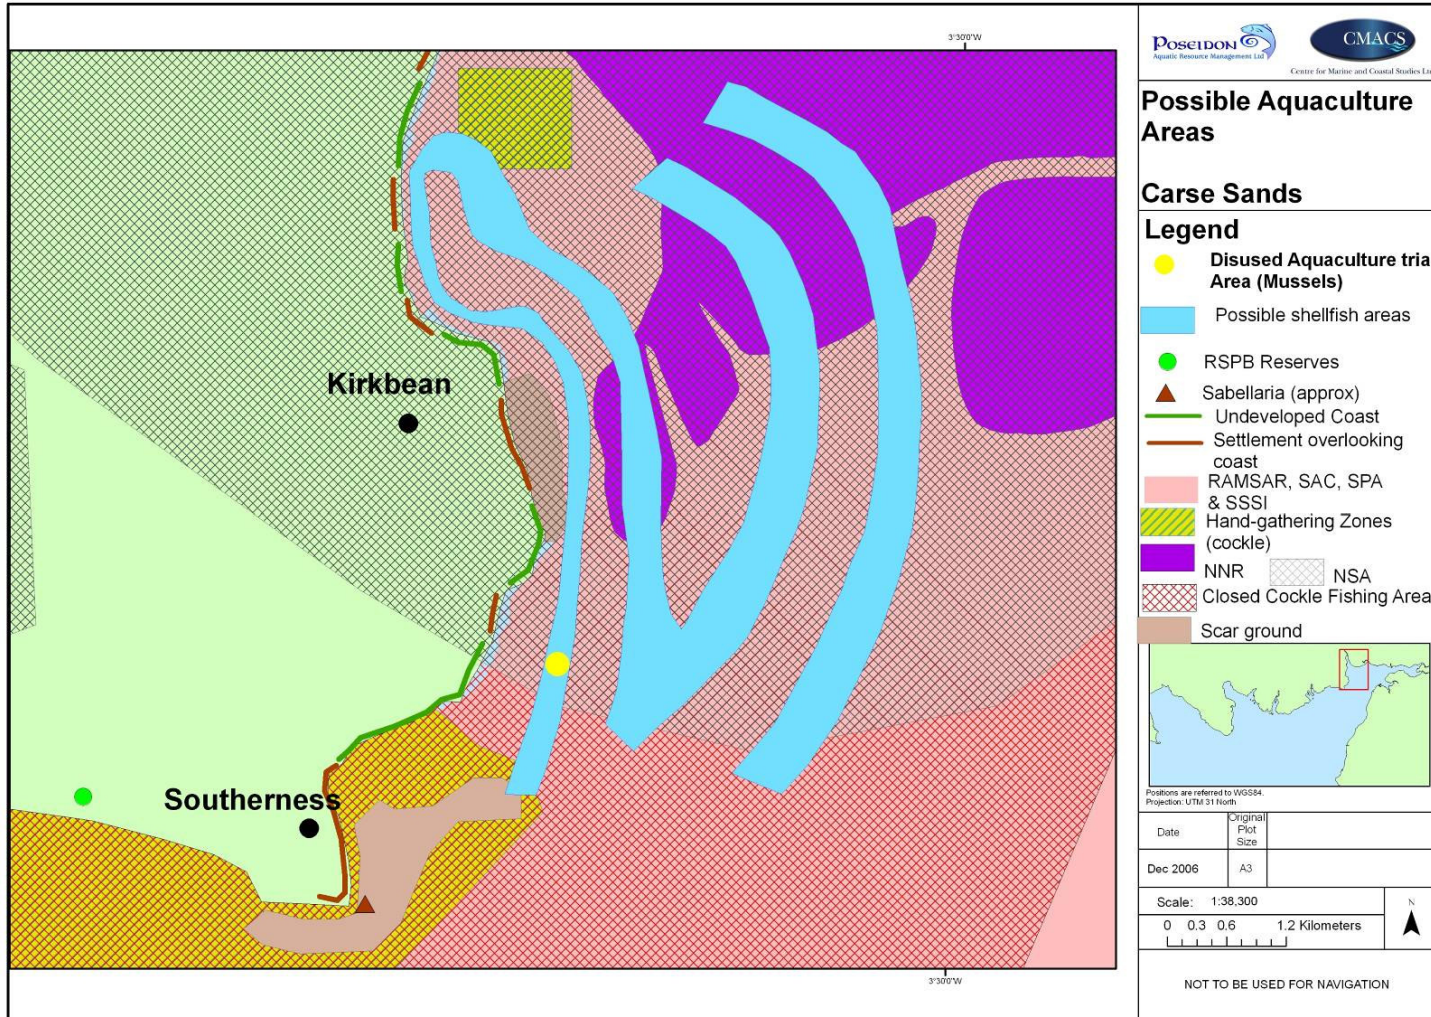 3°30'0"W
Kirkbean
Southerness
3°30'0"W
POSEIDON
Aquatic Resource Management Ltd
CMACS
Centre for Marine and Coastal Studies Lt
Possible Aquaculture
Areas
Carse Sands
Legend
Disused Aquaculture tria
Area (Mussels)
Possible shellfish areas
RSPB Reserves
Sabellaria (approx)
Undeveloped Coast
Settlement overlooking
coast
RAMSAR, SAC, SPA
& SSSI
Hand-gathering Zones
(cockle)
NNR NSA
Closed Cockle Fishing Area
Scar ground
Positions are referred to WGS84.
Projection: UTM 31 North
Date Original
Plot
Size
Dec 2006 A3
Scale: 1:38,300
N
0 0.3 0.6 1.2 Kilometers
NOT TO BE USED FOR NAVIGATION